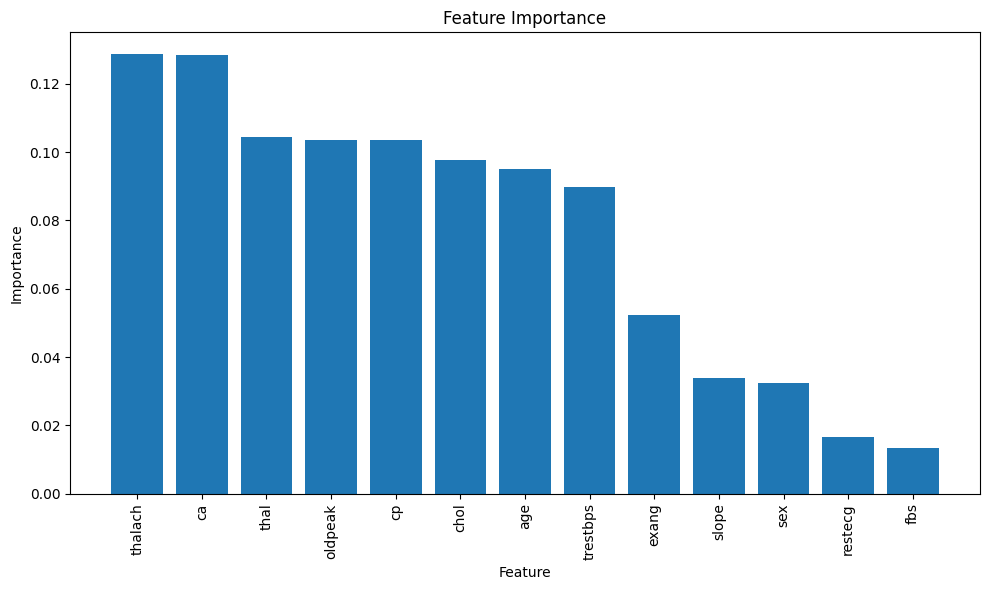 Feature Importance
Importance
0.12
0.10
0.08
0.06
0.04
0.02
0.00
thalach
ca
thal
oldpeak
cp
chol
age
trestbps
exang
slope
sex
restecg
fbs
Feature